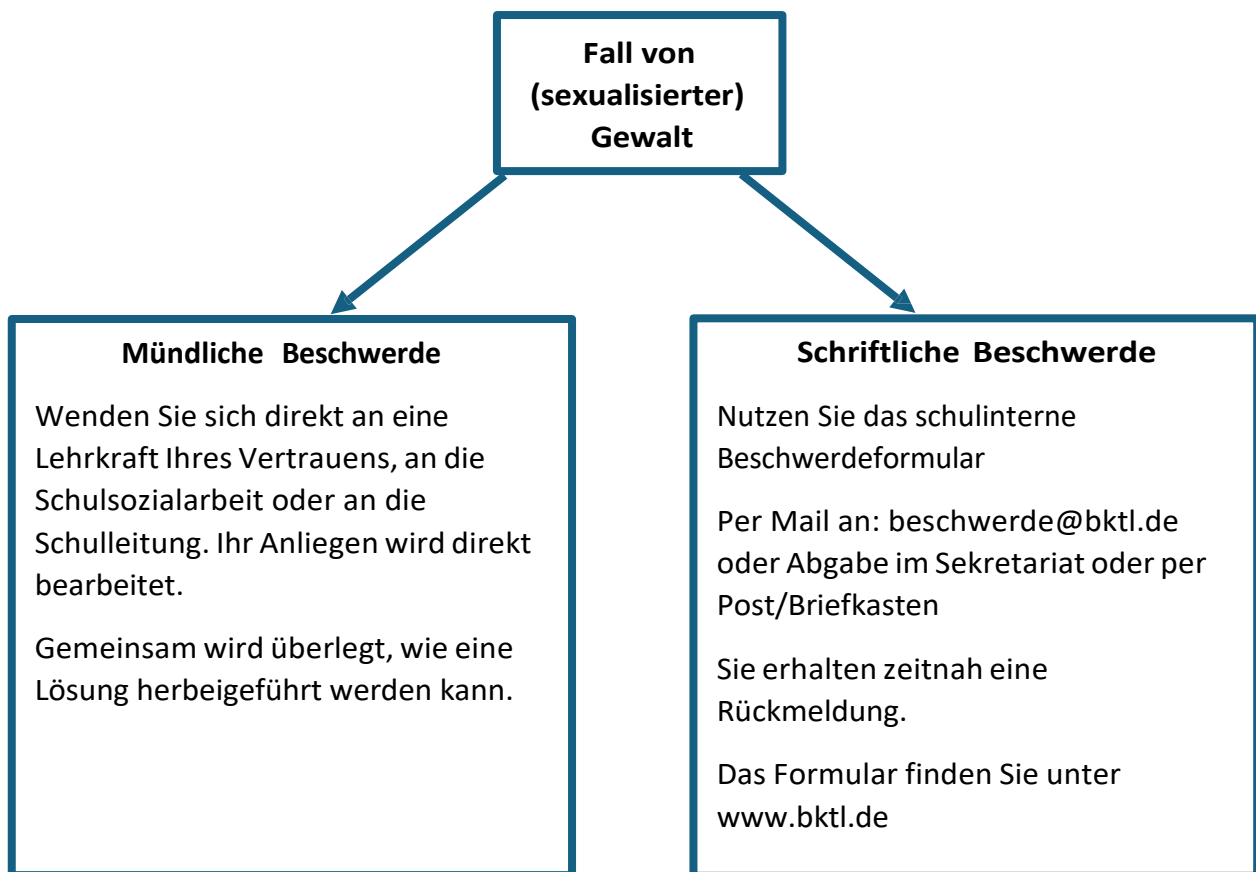 Fall von
(sexualisierter)
Gewalt
Mündliche Beschwerde
Wenden Sie sich direkt an eine
Lehrkraft Ihres Vertrauens, an die
Schulsozialarbeit oder an die
Schulleitung. Ihr Anliegen wird direkt
bearbeitet.
Gemeinsam wird überlegt, wie eine
Lösung herbeigeführt werden kann.
Schriftliche Beschwerde
Nutzen Sie das schulinterne
Beschwerdeformular
Per Mail an: beschwerde@bktl.de
oder Abgabe im Sekretariat oder per
Post/Briefkasten
Sie erhalten zeitnah eine
Rückmeldung.
Das Formular finden Sie unter
www.bktl.de